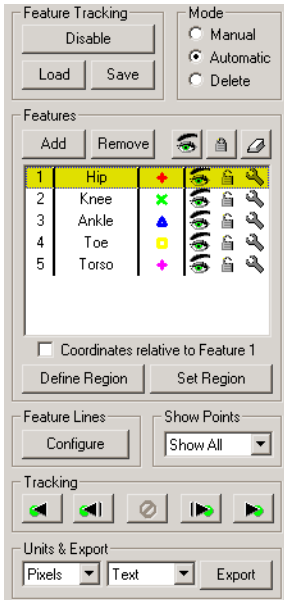 Feature Tracking
Disable
Load Save
Mode
Manual
Automatic
Delete
Features
Add Remove
1 Hip
2 Knee
3 Ankle
4 Toe
5 Torso
Coordinates relative to Feature 1
Define Region Set Region
Feature Lines
Configure
Show Points
Show All
Tracking
Units & Export
Pixels Text Export